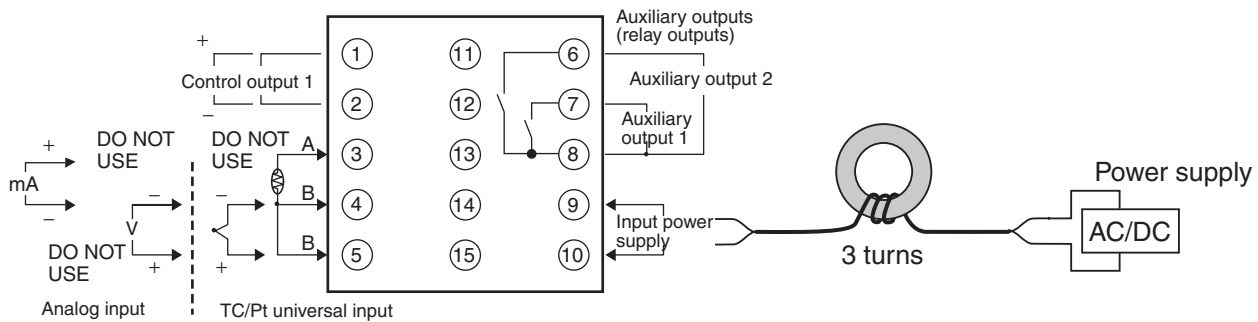 Auxiliary outputs
(relay outputs)
+
1
11
6
Control output 1
Auxiliary output 2
2
12
7
−
DO NOT
USE
DO NOT
USE
A
Auxiliary
output 1
+
3
13
8
mA
−
−
−
B
4
14
9
Input power
supply
V
DO NOT
USE
+
+
B
5
15
10
3 turns
Power supply
AC/DC
Analog input
TC/Pt universal input